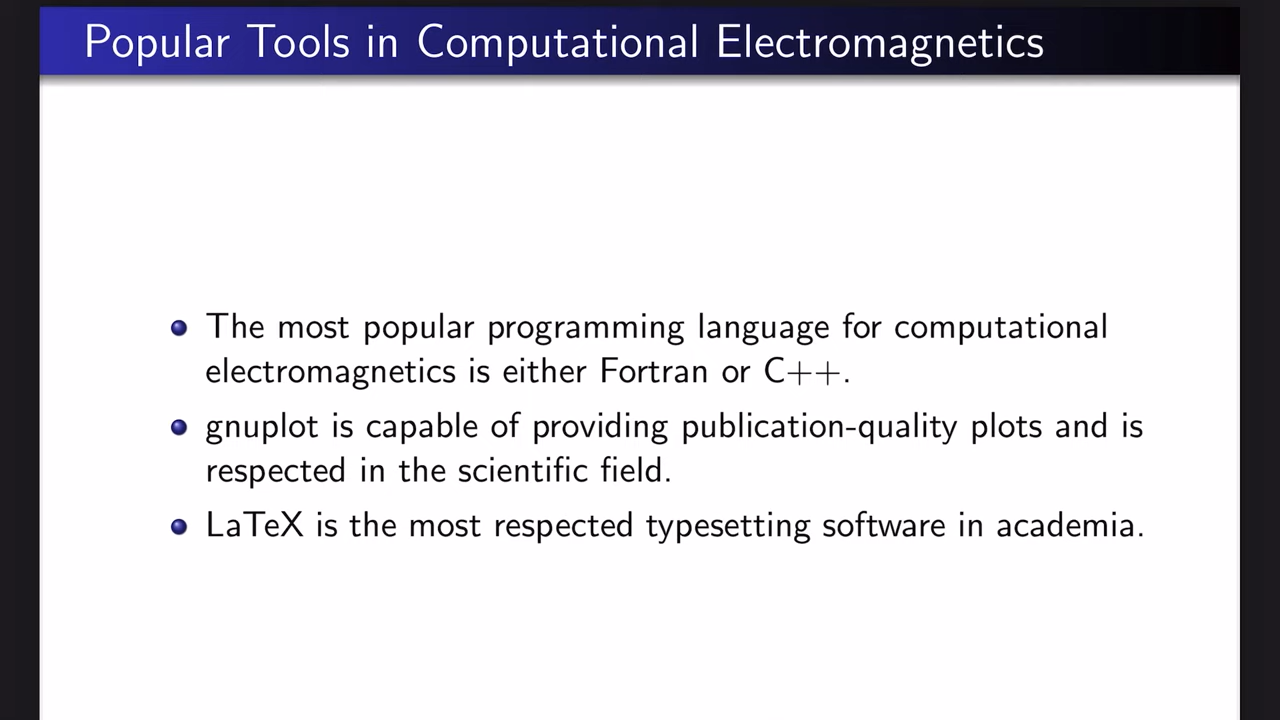 Popular Tools in Computational Electromagnetics
The most popular programming language for computational
electromagnetics is either Fortran or C++.
gnuplot is capable of providing publication-quality plots and is
respected in the scientific field.
LaTeX is the most respected typesetting software in academia.